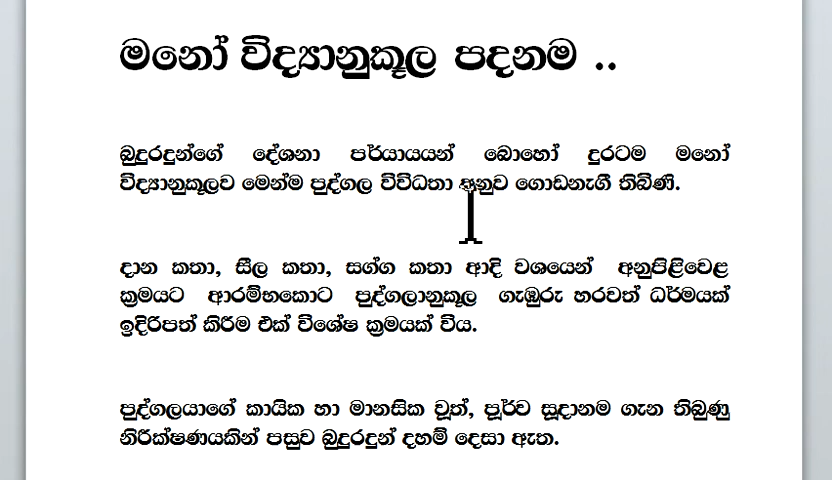 මනෝ විද්‍යානුකූල පදනම ..
බුදුරදුන්ගේ දේශනා පර්යායයන් බොහෝ දුරටම මනෝ
විද්‍යානුකූලව මෙන්ම පුද්ගල විවිධතා අනුව ගොඩනැගී තිබිණි.
දාන කතා, සීල කතා, සග්ග කතා ආදි වශයෙන් අනුපිළිවෙළ
ක්‍රමයට ආරම්භකොට පුද්ගලානුකූල ගැඹුරු හරවත් ධර්මයක්
ඉදිරිපත් කිරීම එක් විශේෂ ක්‍රමයක් විය.
පුද්ගලයාගේ කායික හා මානසික වූත්, පූර්ව සූදානම ගැන තිබුණු
නිරීක්ෂණයකින් පසුව බුදුරදුන් දහම් දෙසා ඇත.